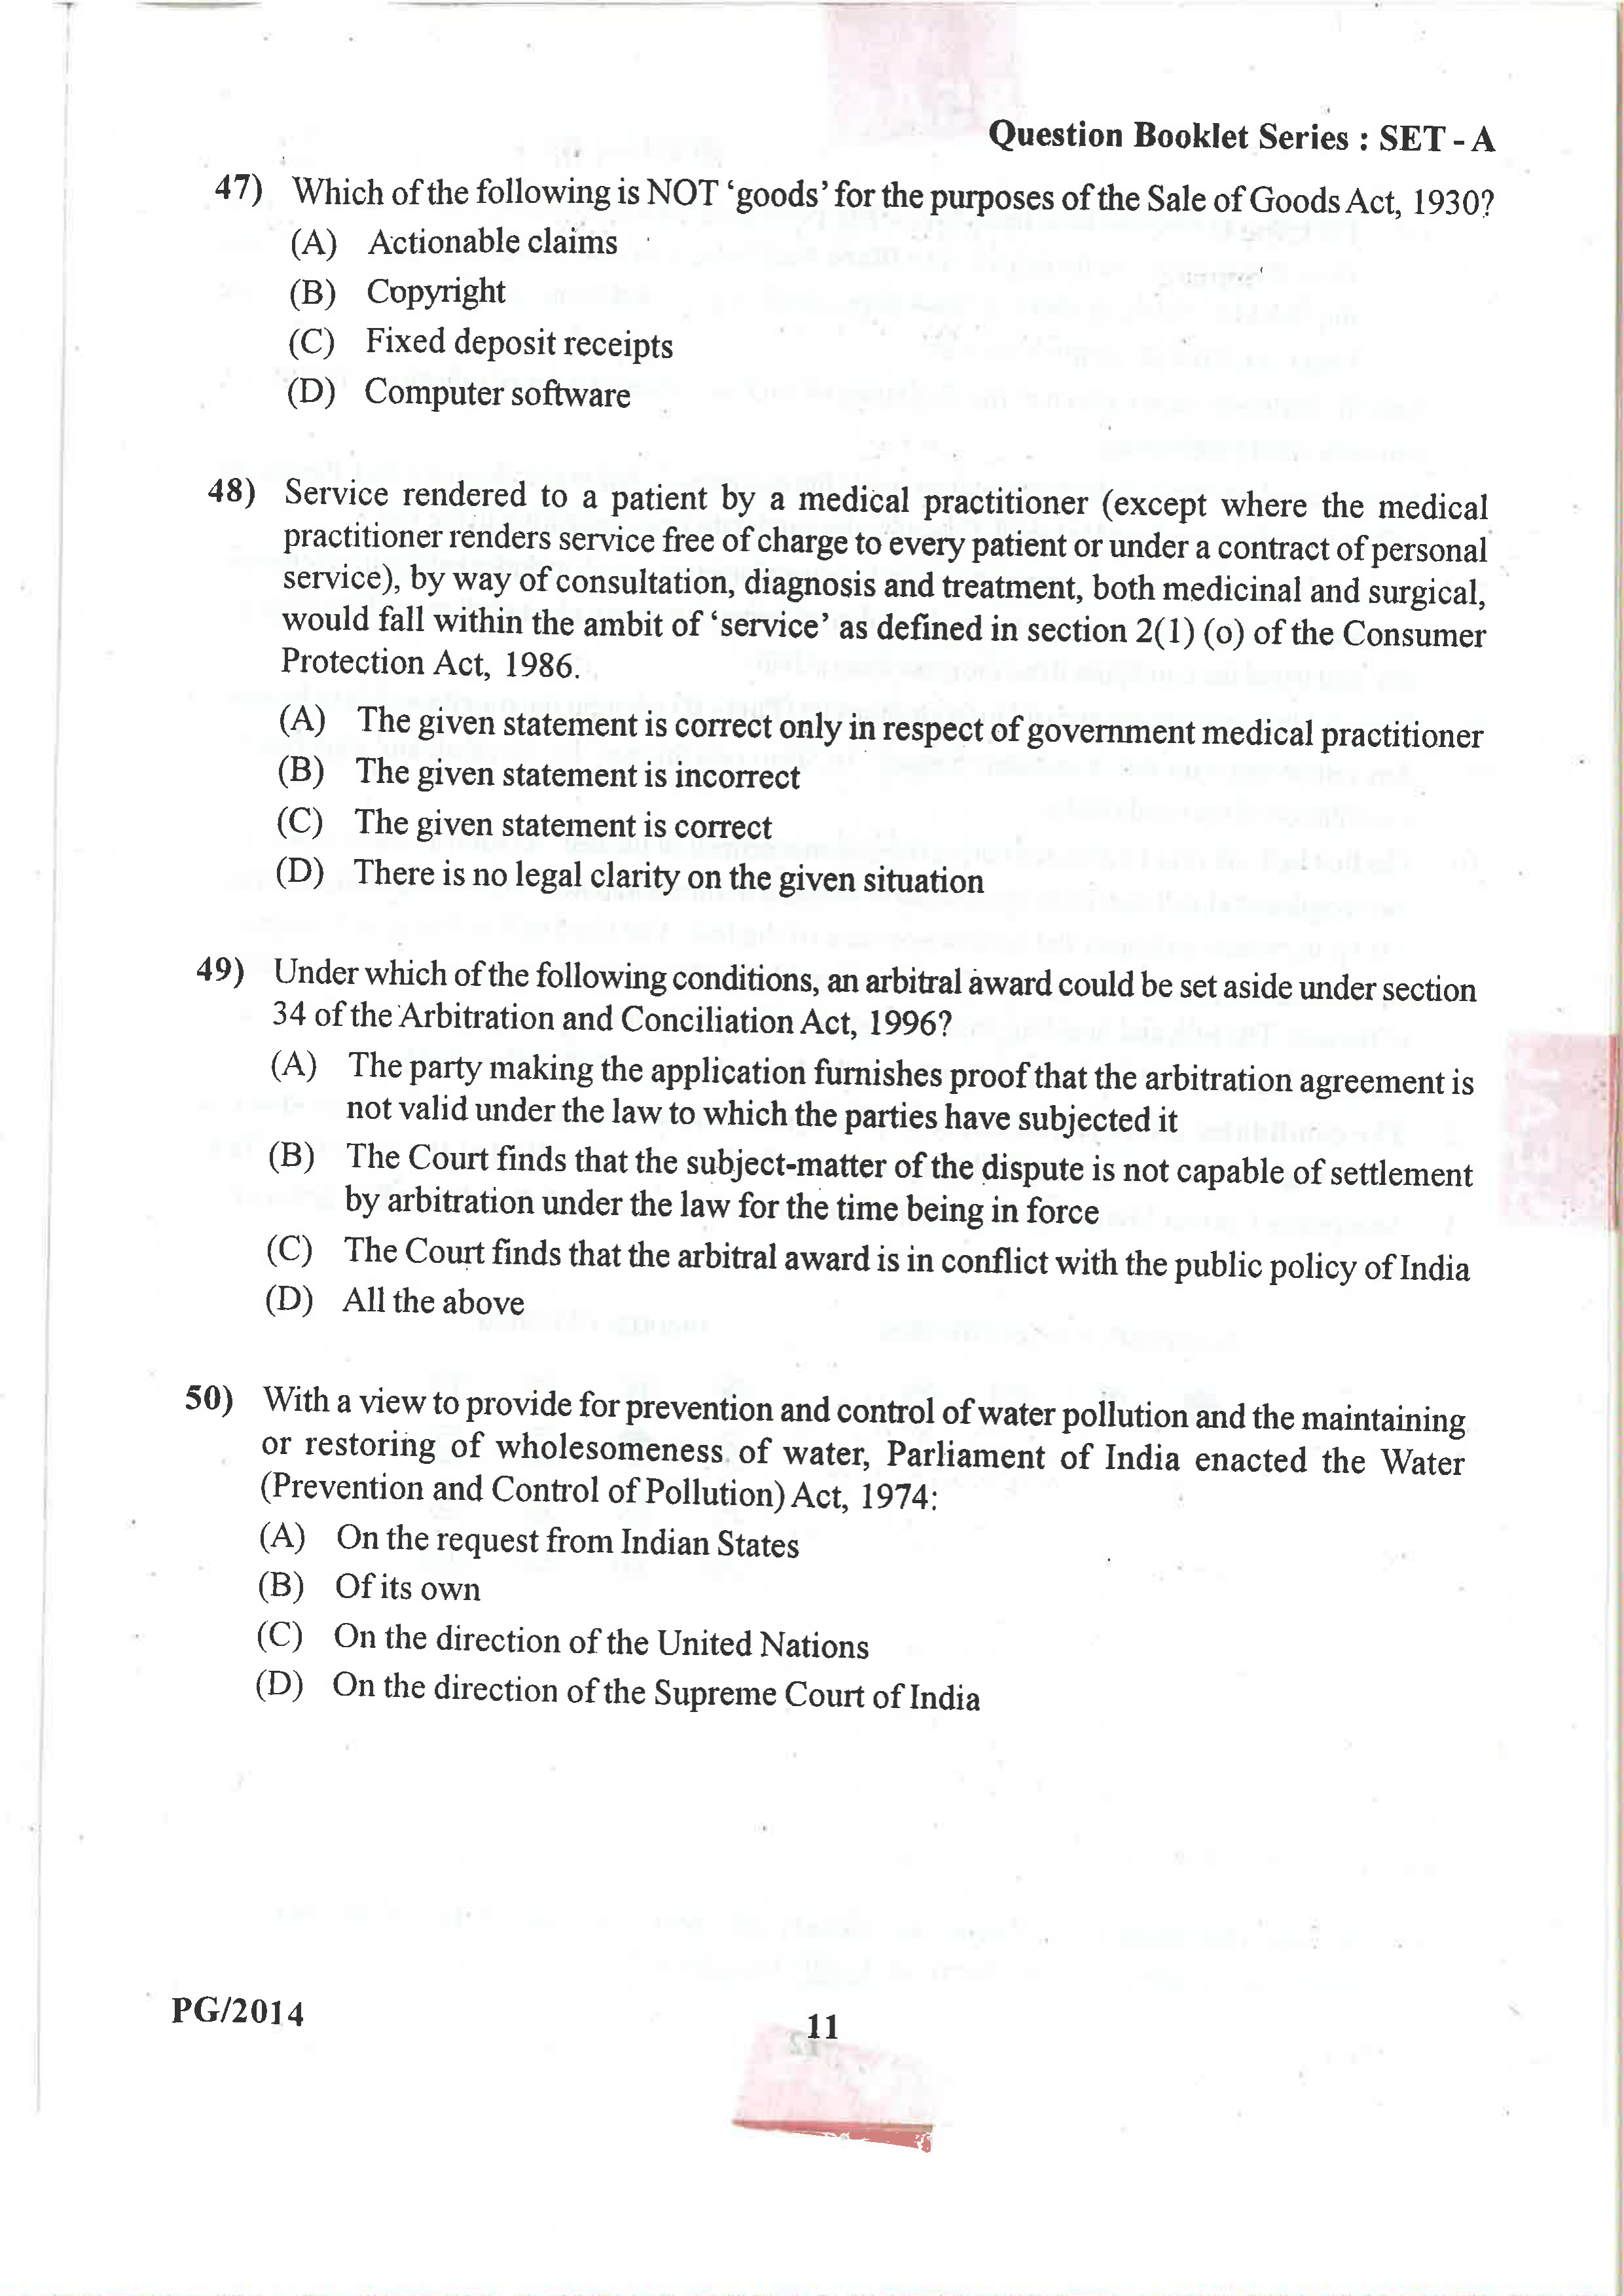 Question Booklet Series : SET - A
47) Which of the following is NOT ‘goods’ for the purposes of the Sale of Goods Act, 1930?
(A) Actionable claims
(B) Copyright
(C) Fixed deposit receipts
(D) Computer software
48) Service rendered to a patient by a medical practitioner (except where the medical
practitioner renders service free of charge to every patient or under a contract of personal
service), by way of consultation, diagnosis and treatment, both medicinal and surgical,
would fall within the ambit of ‘service’ as defined in section 2(1) (o) of the Consumer
Protection Act, 1986.
(A) The given statement is correct only in respect of government medical practitioner
(B) The given statement is incorrect
(C) The given statement is correct
(D) There is no legal clarity on the given situation
49) Under which of the following conditions, an arbitral award could be set aside under section
34 of the Arbitration and Conciliation Act, 1996?
(A) The party making the application furnishes proof that the arbitration agreement is
not valid under the law to which the parties have subjected it
(B) The Court finds that the subject-matter of the dispute is not capable of settlement
by arbitration under the law for the time being in force
(C) The Court finds that the arbitral award is in conflict with the public policy of India
(D) All the above
50) With a view to provide for prevention and control of water pollution and the maintaining
or restoring of wholesomeness of water, Parliament of India enacted the Water
(Prevention and Control of Pollution) Act, 1974:
(A) On the request from Indian States
(B) Of its own
(C) On the direction of the United Nations
(D) On the direction of the Supreme Court of India
PG/2014
11